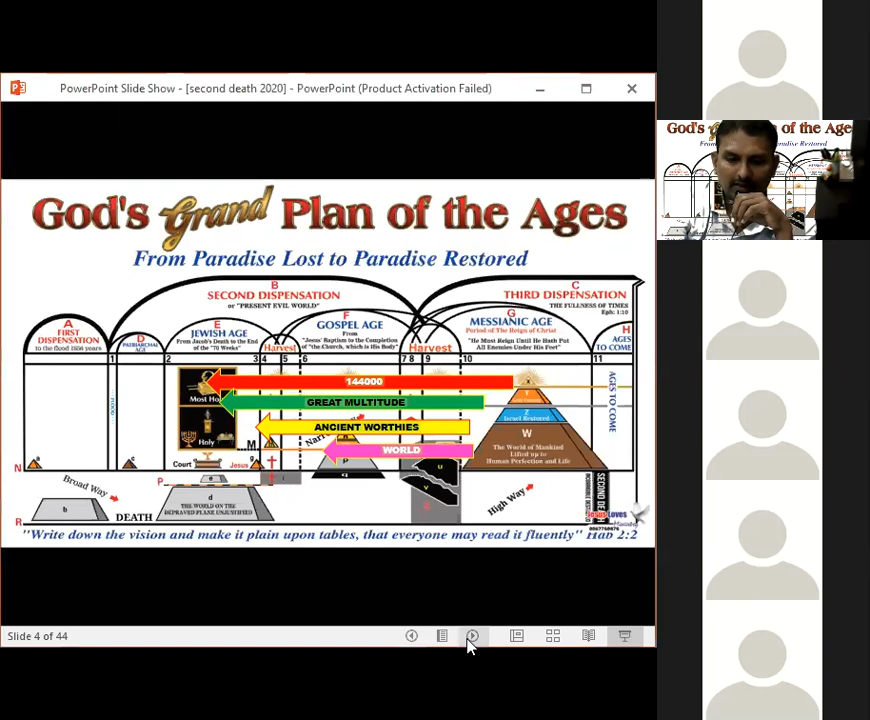 PowerPoint Slide Show - [second death 2020] - PowerPoint (Product Activation Failed)
God's Grand Plan of the Ages
From Paradise Lost to Paradise Restored
B
SECOND DISPENSATION
or "PRESENT EVIL WORLD"
C
THIRD DISPENSATION
THE FULLNESS OF TIMES
Eph: 1:10
A
FIRST
DISPENSATION
to the flood 1656 years
D
PATRIARCHAL
AGE
E
JEWISH AGE
From Jacob's Death to the End
of the "70 Weeks"
Harvest
F
GOSPEL AGE
From
"Jesus' Baptism to the Completion
of "the Church, which is His Body"
Harvest
G
MESSIANIC AGE
Period of the Reign of Christ
"He Must Reign Until He Hath Put
All Enemies Under His Feet"
H
AGES
TO COME
1 2 3 4 5 6 7 8 9 10 11
FLOOD
144000
Most Ho
GREAT MULTITUDE
ANCIENT WORTHIES
WORLD
Holy
M
Court
Jesus
g
Narr
Y
Z
Israel Restored
W
The World of Mankind
Lifted up to
Human Perfection and Life
AGES TO COME
N
a
c
e
p
q
u
v
P
R
Broad Way
b
DEATH
d
THE WORLD ON THE
DEPRAVED PLANE UNJUSTIFIED
High Way
SECOND DEATH
Jesus Loves
"Write down the vision and make it plain upon tables, that everyone may read it fluently" Hab 2:2
Slide 4 of 44
God's
of the Ages